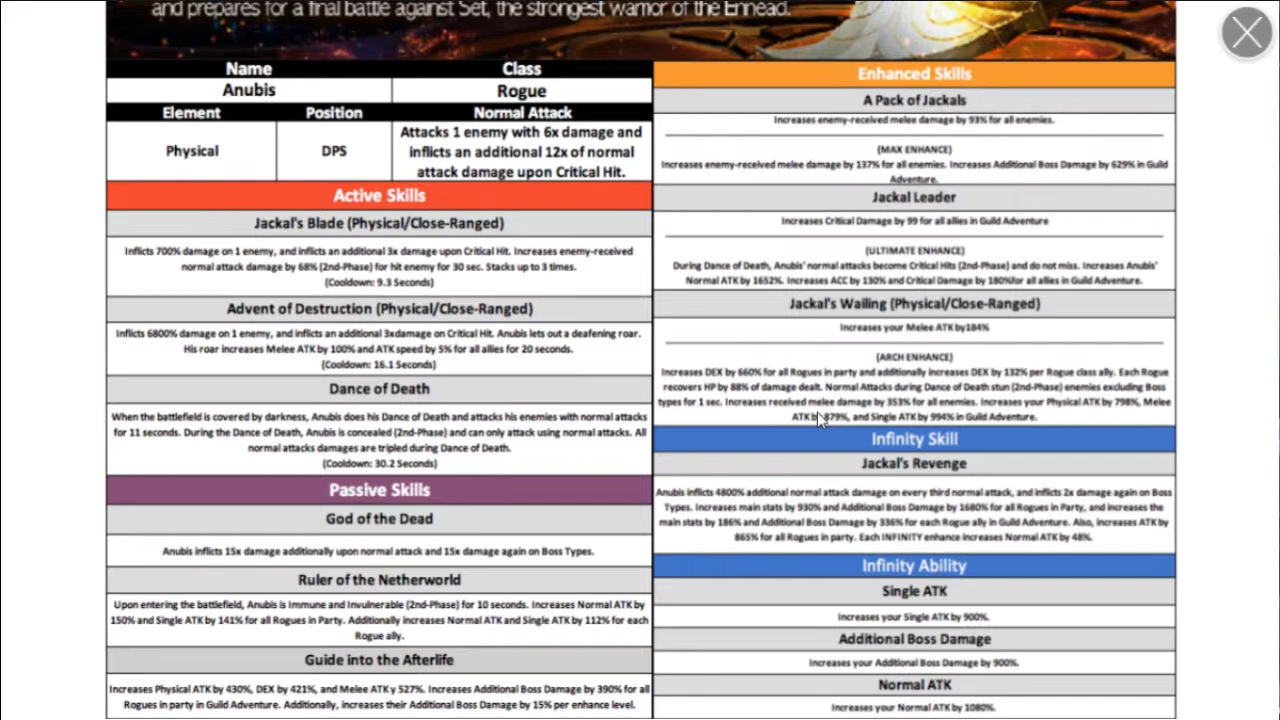 and prepares for a final battle against Set, the strongest warrior of the Ennead.
Name
Class
Anubis
Rogue
Element
Position
Normal Attack
Physical
DPS
Attacks 1 enemy with 6x damage and
inflicts an additional 12x of normal
attack damage upon Critical Hit.
Active Skills
Jackal's Blade (Physical/Close-Ranged)
Inflicts 700% damage on 1 enemy, and inflicts an additional 3x damage upon Critical Hit. Increases enemy-received
normal attack damage by 68% (2nd-Phase) for hit enemy for 30 sec. Stacks up to 3 times.
(Cooldown: 9.3 Seconds)
Advent of Destruction (Physical/Close-Ranged)
Inflicts 6800% damage on 1 enemy, and inflicts an additional 3xdamage on Critical Hit. Anubis lets out a deafening roar.
His roar increases Melee ATK by 100% and ATK speed by 5% for all allies for 20 seconds.
(Cooldown: 16.1 Seconds)
Dance of Death
When the battlefield is covered by darkness, Anubis does his Dance of Death and attacks his enemies with normal attacks
for 11 seconds. During the Dance of Death, Anubis is concealed (2nd-Phase) and can only attack using normal attacks. All
normal attacks damages are tripled during Dance of Death.
(Cooldown: 30.2 Seconds)
Passive Skills
God of the Dead
Anubis inflicts 15x damage additionally upon normal attack and 15x damage again on Boss Types.
Ruler of the Netherworld
Upon entering the battlefield, Anubis is Immune and Invulnerable (2nd-Phase) for 10 seconds. Increases Normal ATK by
150% and Single ATK by 141% for all Rogues in Party. Additionally increases Normal ATK and Single ATK by 112% for each
Rogue ally.
Guide into the Afterlife
Increases Physical ATK by 430%, DEX by 421%, and Melee ATK y 527%. Increases Additional Boss Damage by 390% for all
Rogues in party in Guild Adventure. Additionally, increases their Additional Boss Damage by 15% per enhance level.
Enhanced Skills
A Pack of Jackals
Increases enemy-received melee damage by 93% for all enemies.
(MAX ENHANCE)
Increases enemy-received melee damage by 137% for all enemies. Increases Additional Boss Damage by 629% in Guild
Adventure.
Jackal Leader
Increases Critical Damage by 99 for all allies in Guild Adventure
(ULTIMATE ENHANCE)
During Dance of Death, Anubis' normal attacks become Critical Hits (2nd-Phase) and do not miss. Increases Anubis'
Normal ATK by 1652%. Increases ACC by 130% and Critical Damage by 180%for all allies in Guild Adventure.
Jackal's Wailing (Physical/Close-Ranged)
Increases your Melee ATK by184%
(ARCH ENHANCE)
Increases DEX by 660% for all Rogues in party and additionally increases DEX by 132% per Rogue class ally. Each Rogue
recovers HP by 88% of damage dealt. Normal Attacks during Dance of Death stun (2nd-Phase) enemies excluding Boss
types for 1 sec. Increases received melee damage by 353% for all enemies. Increases your Physical ATK by 798%, Melee
ATK by 879%, and Single ATK by 994% in Guild Adventure.
Infinity Skill
Jackal's Revenge
Anubis inflicts 4800% additional normal attack damage on every third normal attack, and inflicts 2x damage again on Boss
Types. Increases main stats by 930% and Additional Boss Damage by 1680% for all Rogues in Party, and increases the
main stats by 186% and Additional Boss Damage by 336% for each Rogue ally in Guild Adventure. Also, increases ATK by
865% for all Rogues in party. Each INFINITY enhance increases Normal ATK by 48%.
Infinity Ability
Single ATK
Increases your Single ATK by 900%.
Additional Boss Damage
Increases your Additional Boss Damage by 900%.
Normal ATK
Increases your Normal ATK by 1080%.